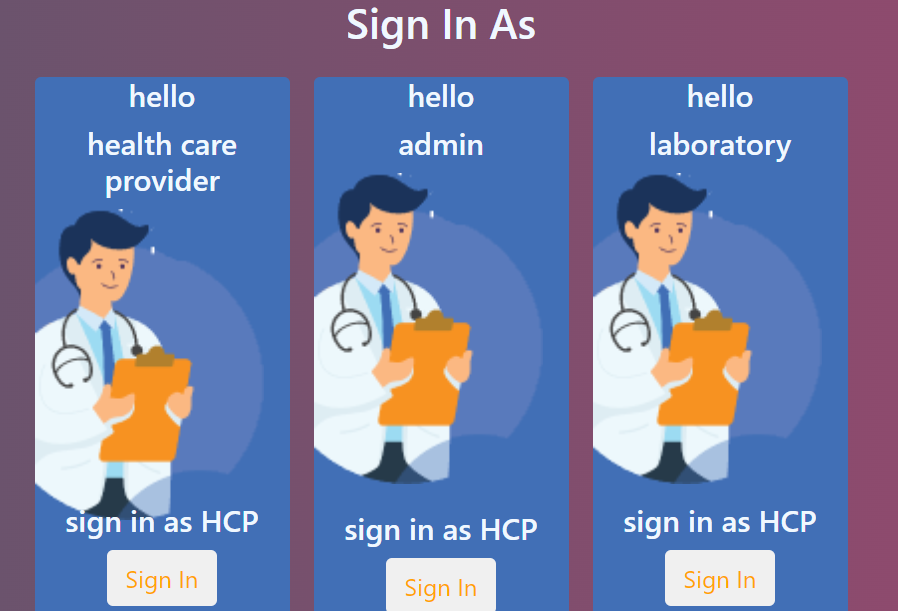 Sign In As
hello
health care
provider
sign in as HCP
Sign In
hello
admin
sign in as HCP
Sign In
hello
laboratory
sign in as HCP
Sign In